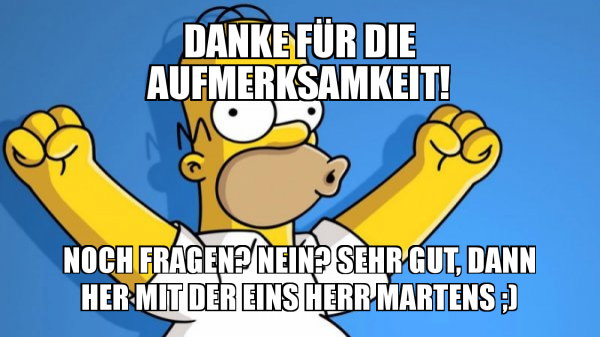 DANKE FÜR DIE
AUFMERKSAMKEIT!
NOCH FRAGEN? NEIN? SEHR GUT, DANN
HER MIT DER EINS HERR MARTENS ;)